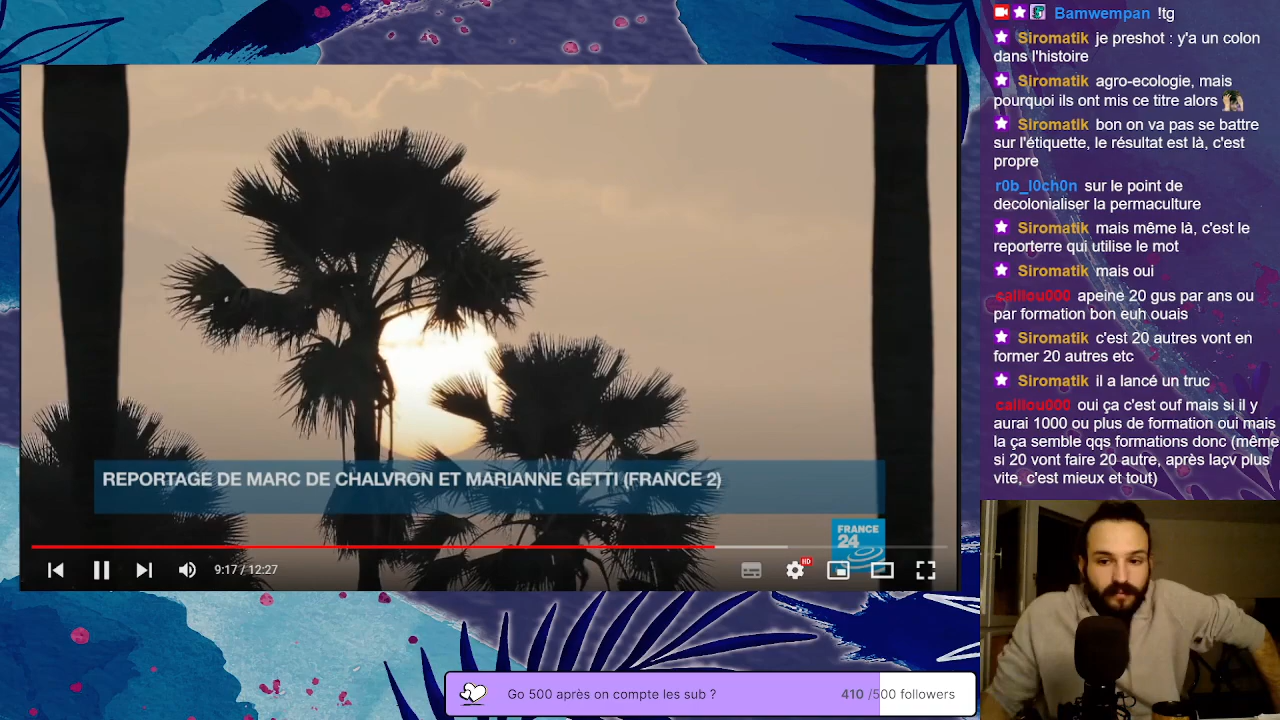 Bamwempan !tg
Siromatik je preshot : y'a un colon
dans l'histoire
Siromatik agro-ecologie, mais
pourquoi ils ont mis ce titre alors
Siromatik bon on va pas se battre
sur l'étiquette, le résultat est là, c'est
propre
r0b_l0ch0n sur le point de
decolonialiser la permaculture
Siromatik mais même là, c'est le
reporterre qui utilise le mot
Siromatik mais oui
calilou000 apeine 20 gus par ans ou
par formation bon euh ouais
Siromatik c'est 20 autres vont en
former 20 autres etc
Siromatik il a lancé un truc
calilou000 oui ça c'est ouf mais si il y
aurai 1000 ou plus de formation oui mais
la ça semble qqs formations donc (même
si 20 vont faire 20 autre, après laçv plus
vite, c'est mieux et tout)
REPORTAGE DE MARC DE CHALVRON ET MARIANNE GETTI (FRANCE 2)
FRANCE
24
9:17 / 12:27
HD
Go 500 après on compte les sub ?
410 /500 followers